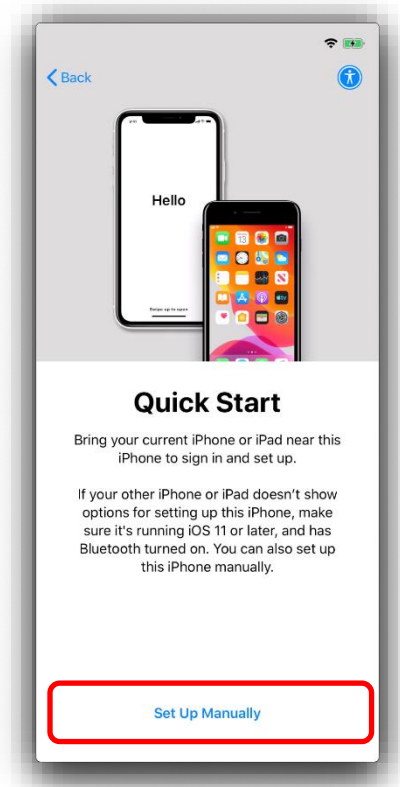 Back
Hello
Swipe up to open
Quick Start
Bring your current iPhone or iPad near this
iPhone to sign in and set up.
If your other iPhone or iPad doesn't show
options for setting up this iPhone, make
sure it's running iOS 11 or later, and has
Bluetooth turned on. You can also set up
this iPhone manually.
Set Up Manually